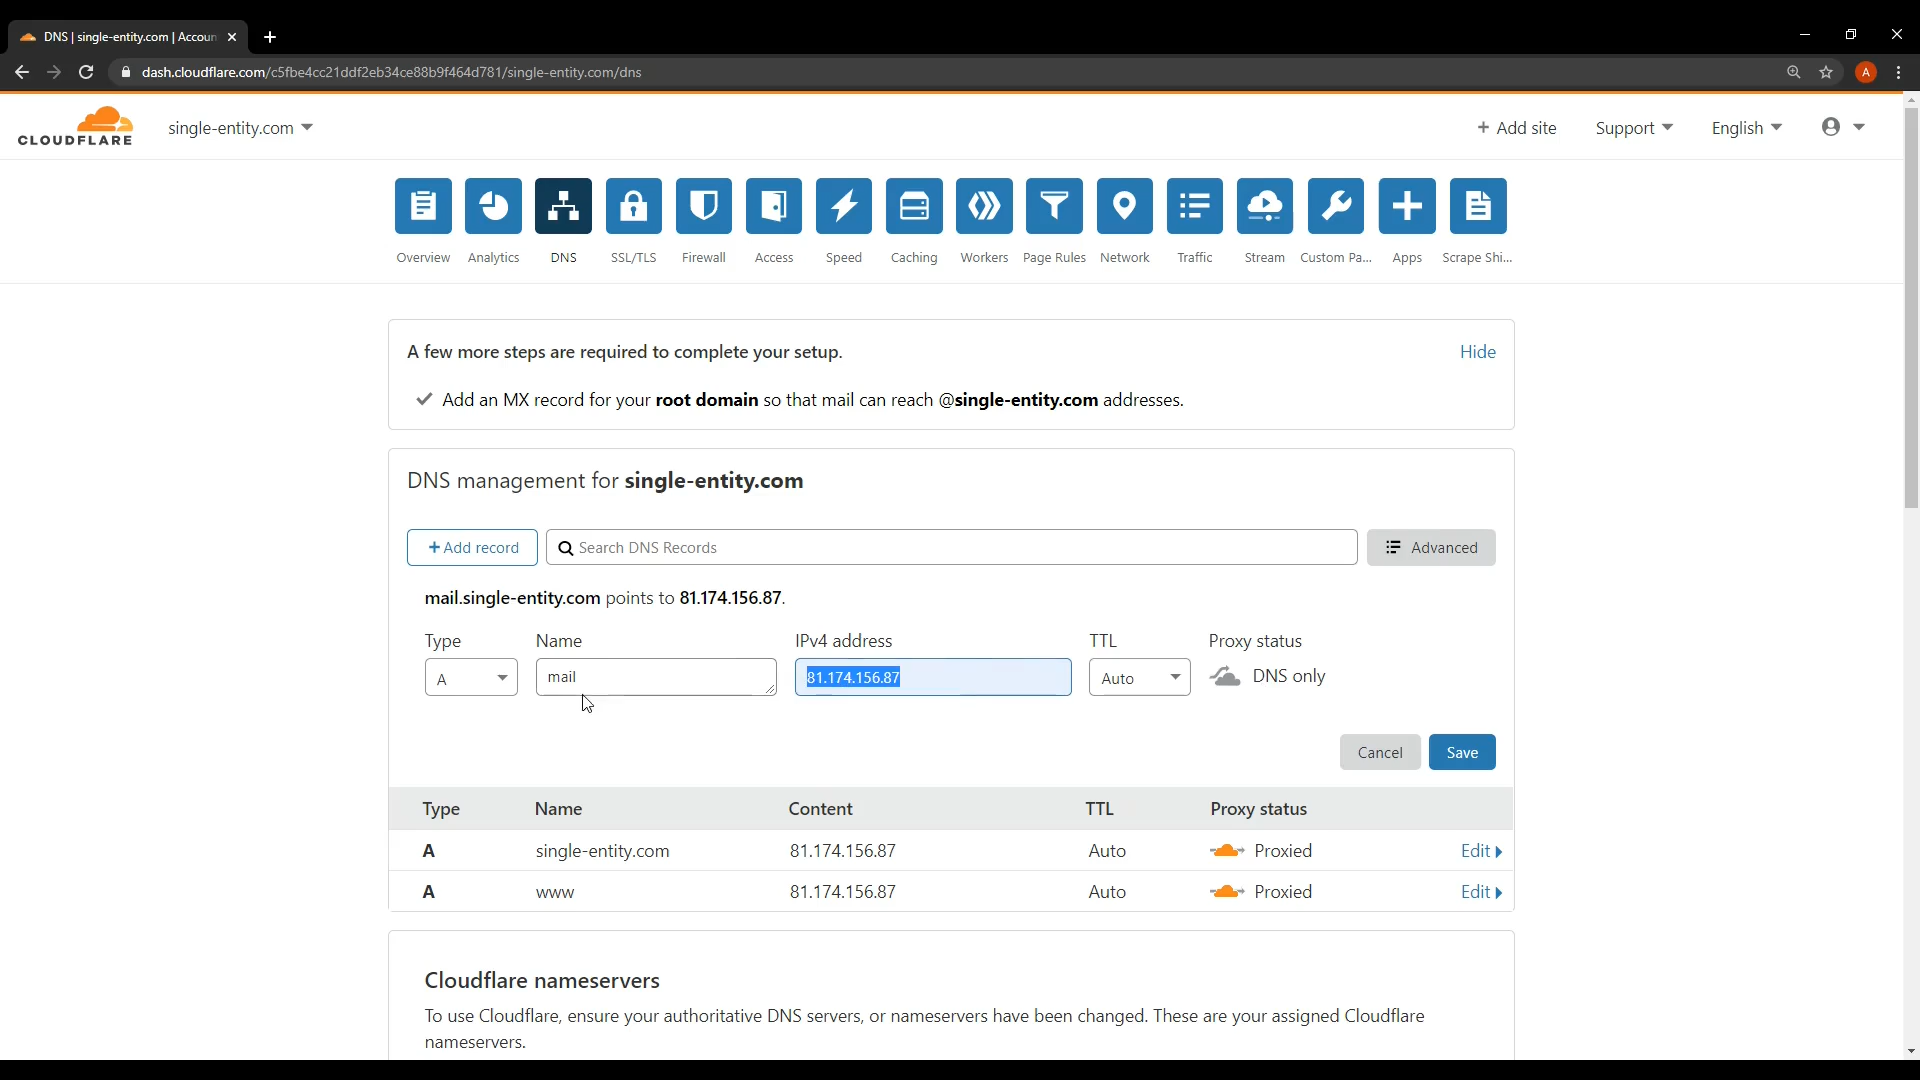 DNS | single-entity.com | Accoun
dash.cloudflare.com/c5fbe4cc21ddf2eb34ce88b9f464d781/single-entity.com/dns
A
CLOUDFLARE
single-entity.com
+ Add site
Support
English
Overview
Analytics
DNS
SSL/TLS
Firewall
Access
Speed
Caching
Workers
Page Rules
Network
Traffic
Stream
Custom Pa...
Apps
Scrape Shi...
A few more steps are required to complete your setup.
Hide
Add an MX record for your root domain so that mail can reach @single-entity.com addresses.
DNS management for single-entity.com
+ Add record
Search DNS Records
Advanced
mail.single-entity.com points to 81.174.156.87.
Type Name IPv4 address TTL Proxy status
A mail 81.174.156.87 Auto DNS only
Cancel
Save
Type Name Content TTL Proxy status
A single-entity.com 81.174.156.87 Auto Proxied Edit
A www 81.174.156.87 Auto Proxied Edit
Cloudflare nameservers
To use Cloudflare, ensure your authoritative DNS servers, or nameservers have been changed. These are your assigned Cloudflare
nameservers.